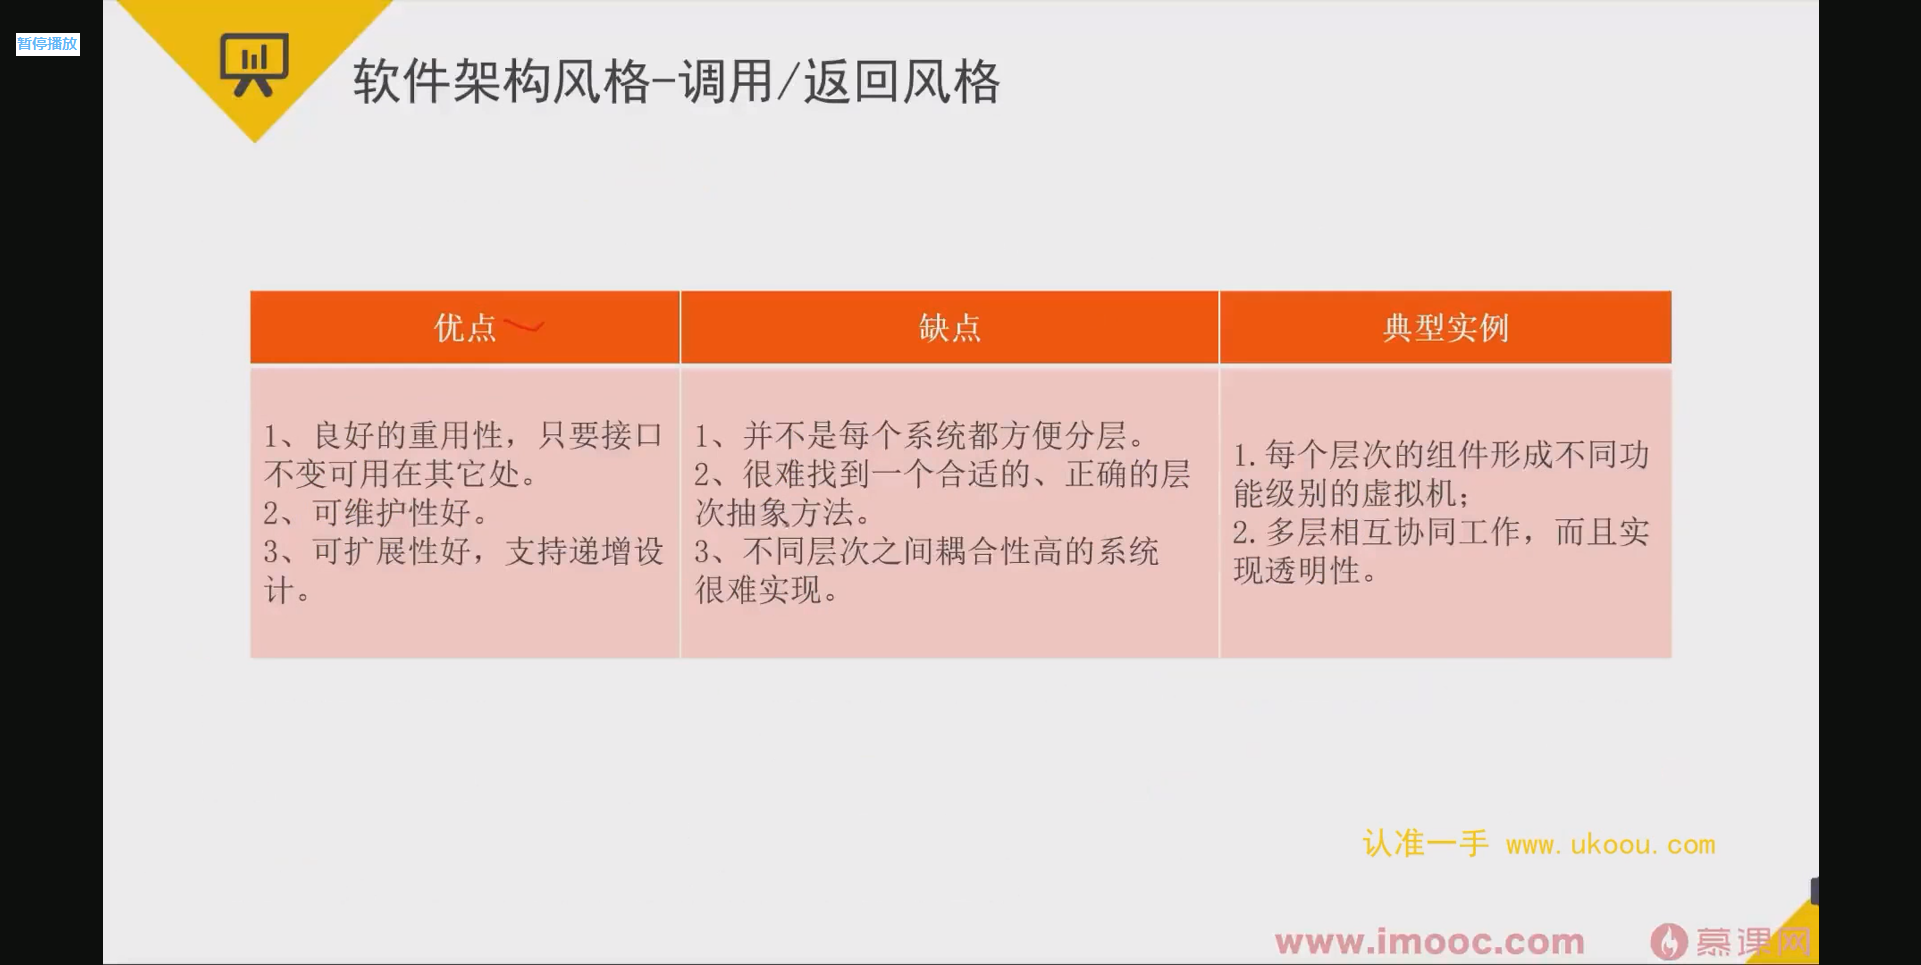 暂停播放
软件架构风格-调用/返回风格
优点
缺点
典型实例
1、良好的重用性，只要接口
不变可用在其它处。
2、可维护性好。
3、可扩展性好，支持递增设
计。
1、并不是每个系统都方便分层。
2、很难找到一个合适的、正确的层
次抽象方法。
3、不同层次之间耦合性高的系统
很难实现。
1.每个层次的组件形成不同功
能级别的虚拟机；
2.多层相互协同工作，而且实
现透明性。
认准一手 www.ukoou.com
www.imooc.com 慕课网